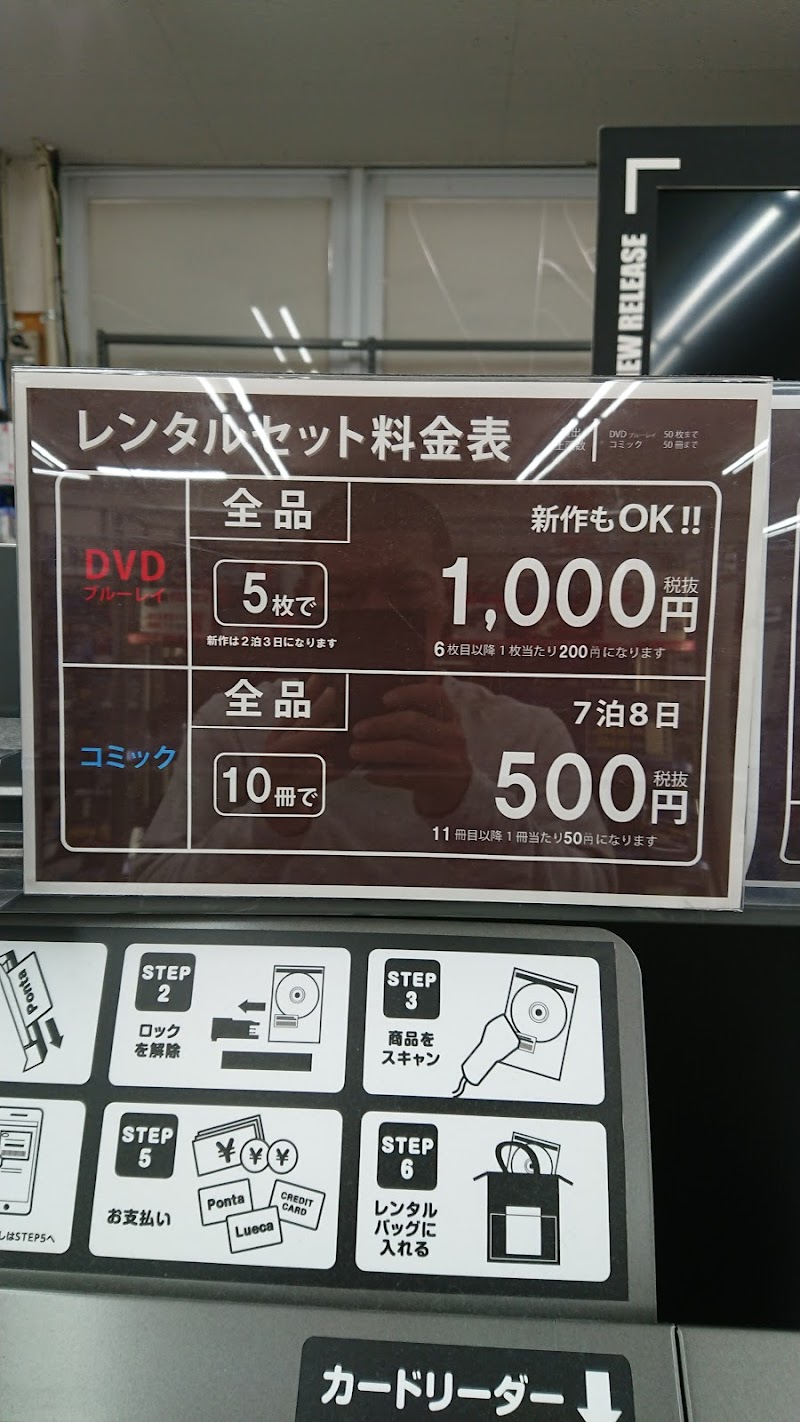 EW RELEASE
レンタルセット料金表
DVD ブルーレイ 50枚まで
コミック 50冊まで
DVD
ブルーレイ
全品
新作もOK!!
5枚で
1,000円 税抜
新作は2泊3日になります
6枚目以降1枚当たり200円になります
コミック
全品
7泊8日
10冊で
500円 税抜
11冊目以降1冊当たり50円になります
Ponta
STEP
2
ロック
を解除
STEP
3
商品を
スキャン
STEP5へ
STEP
5
お支払い
¥ ¥ ¥
Ponta
CREDIT
CARD
Lueca
STEP
6
レンタル
バッグに
入れる
カードリーダー